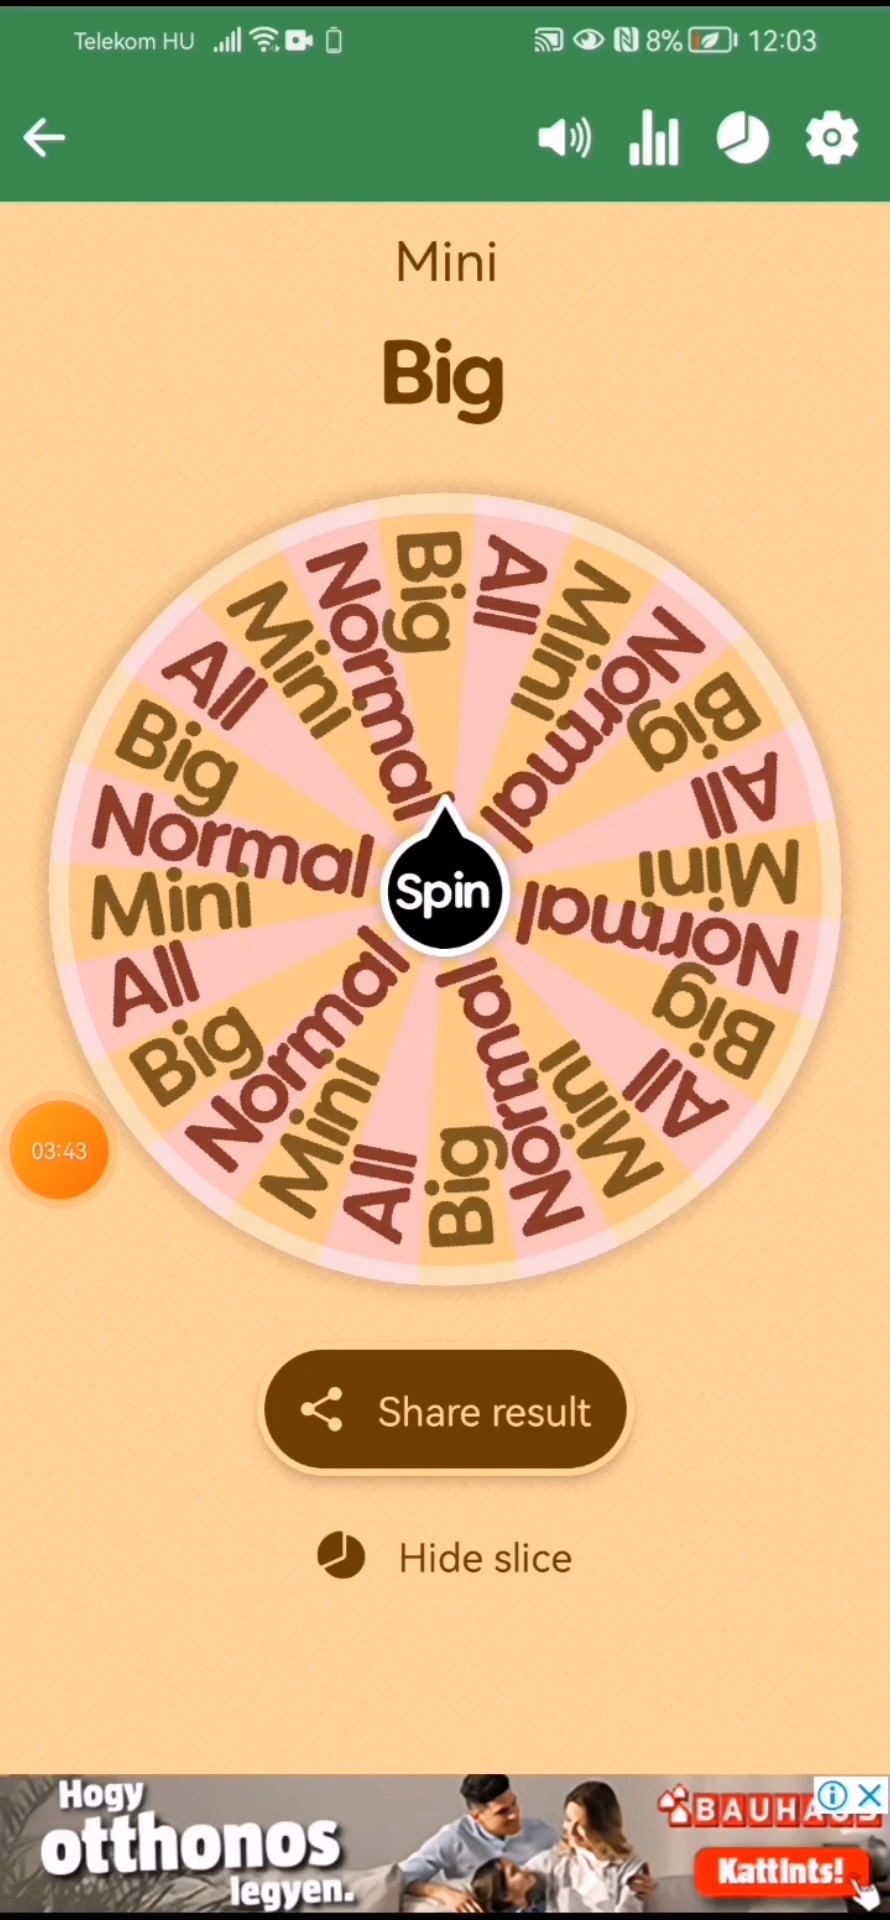 Telekom HU 8% 12:03
Mini
Big
Big
All
Mini
Normal
Big
All
Mini
Normal
Big
All
Mini
Normal
Big
All
Mini
Normal
Big
All
Mini
Normal
Big
All
Mini
Normal
Spin
03:43
Share result
Hide slice
Hogy
otthonos
legyen.
BAUHAUS
Kattints!